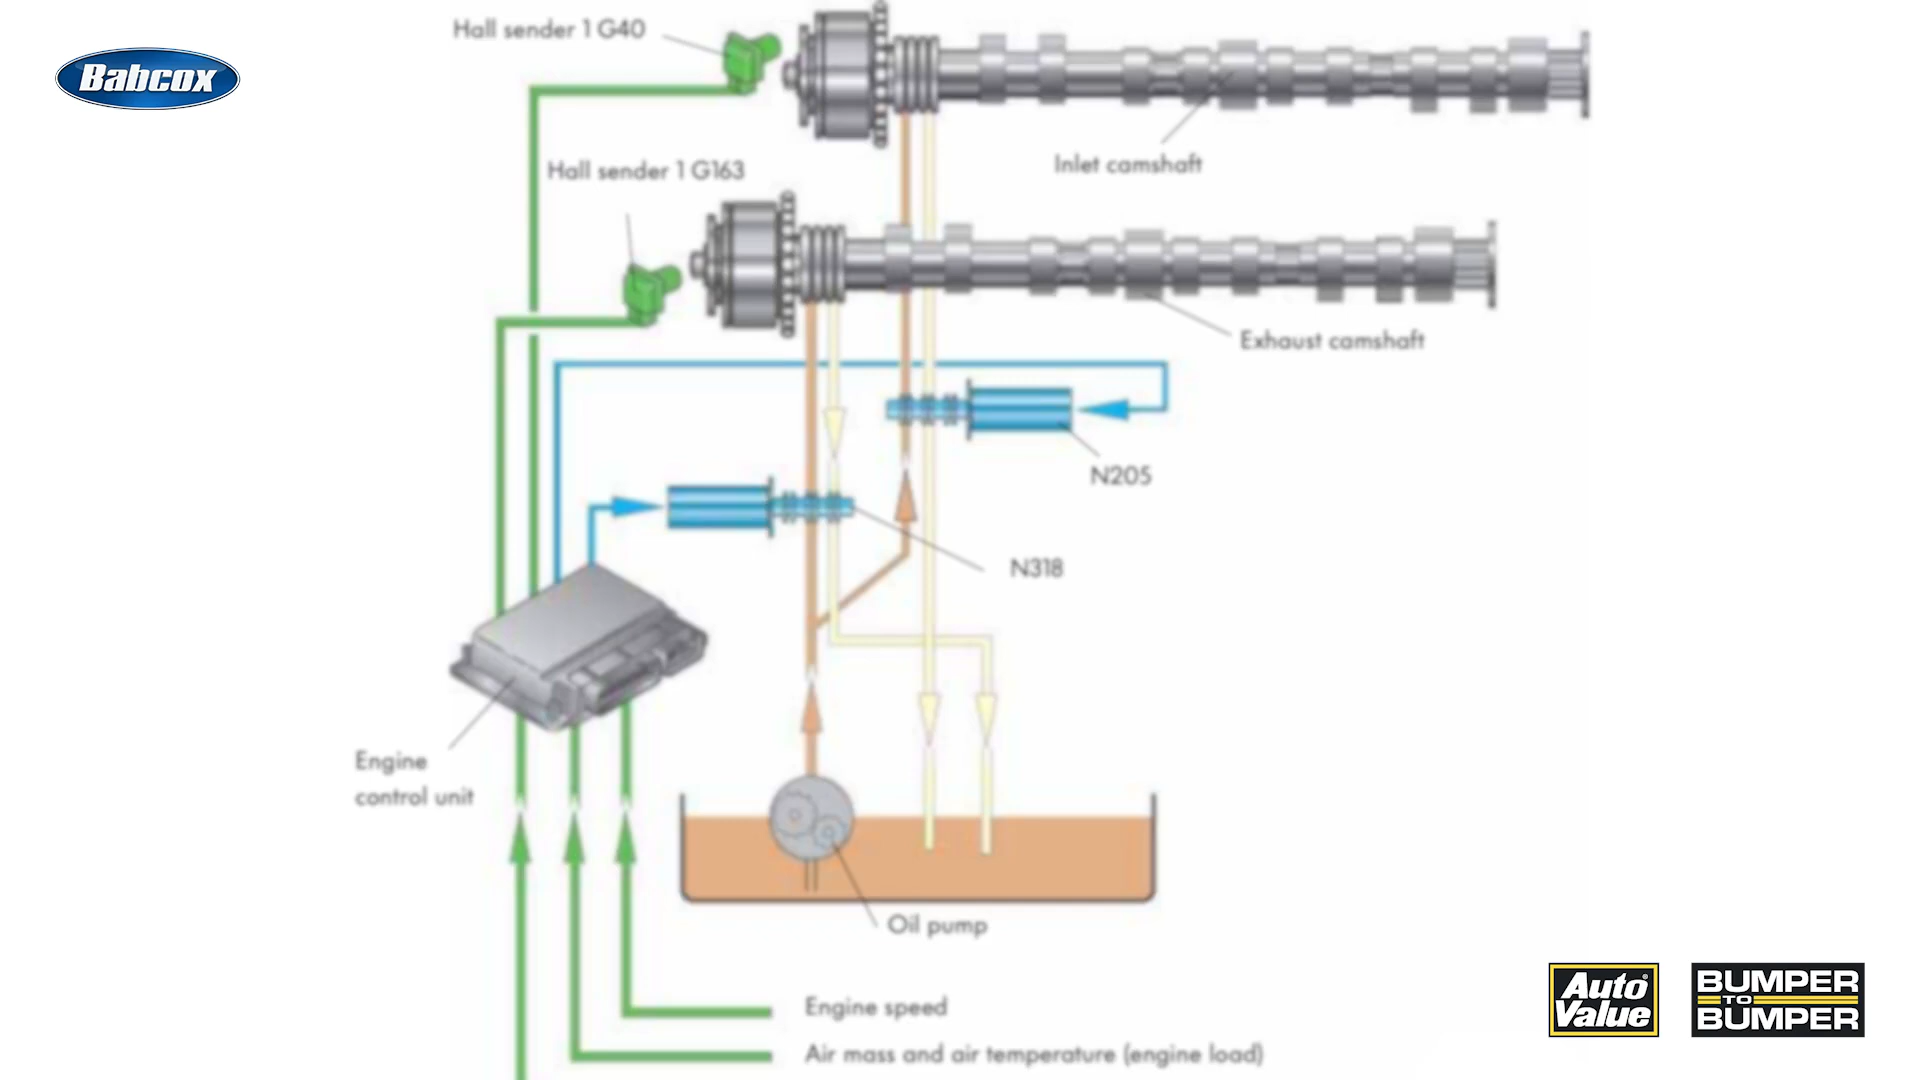 Hall sender 1 G40
Babcox
Inlet camshaft
Hall sender 1 G163
Exhaust camshaft
N205
N318
Engine
control unit
Oil pump
Engine speed
Air mass and air temperature (engine load)
Auto
Value
BUMPER
TO
BUMPER